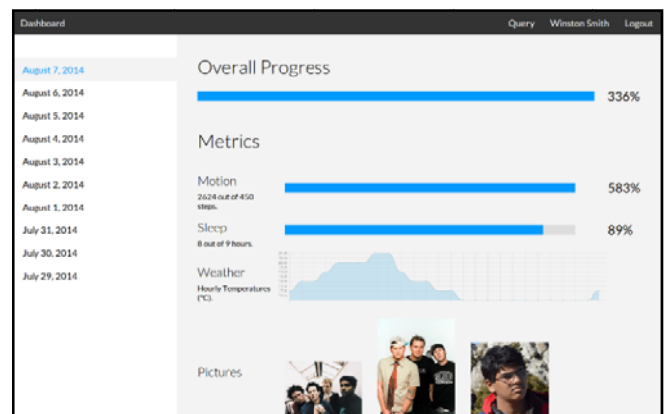 Dashboard
Query Winston Smith Logout
August 7, 2014
August 6, 2014
August 5, 2014
August 4, 2014
August 3, 2014
August 2, 2014
August 1, 2014
July 31, 2014
July 30, 2014
July 29, 2014
Overall Progress
336%
Metrics
Motion
2624 out of 450
steps.
583%
Sleep
8 out of 9 hours.
89%
Weather
Hourly Temperatures
(°C).
Pictures